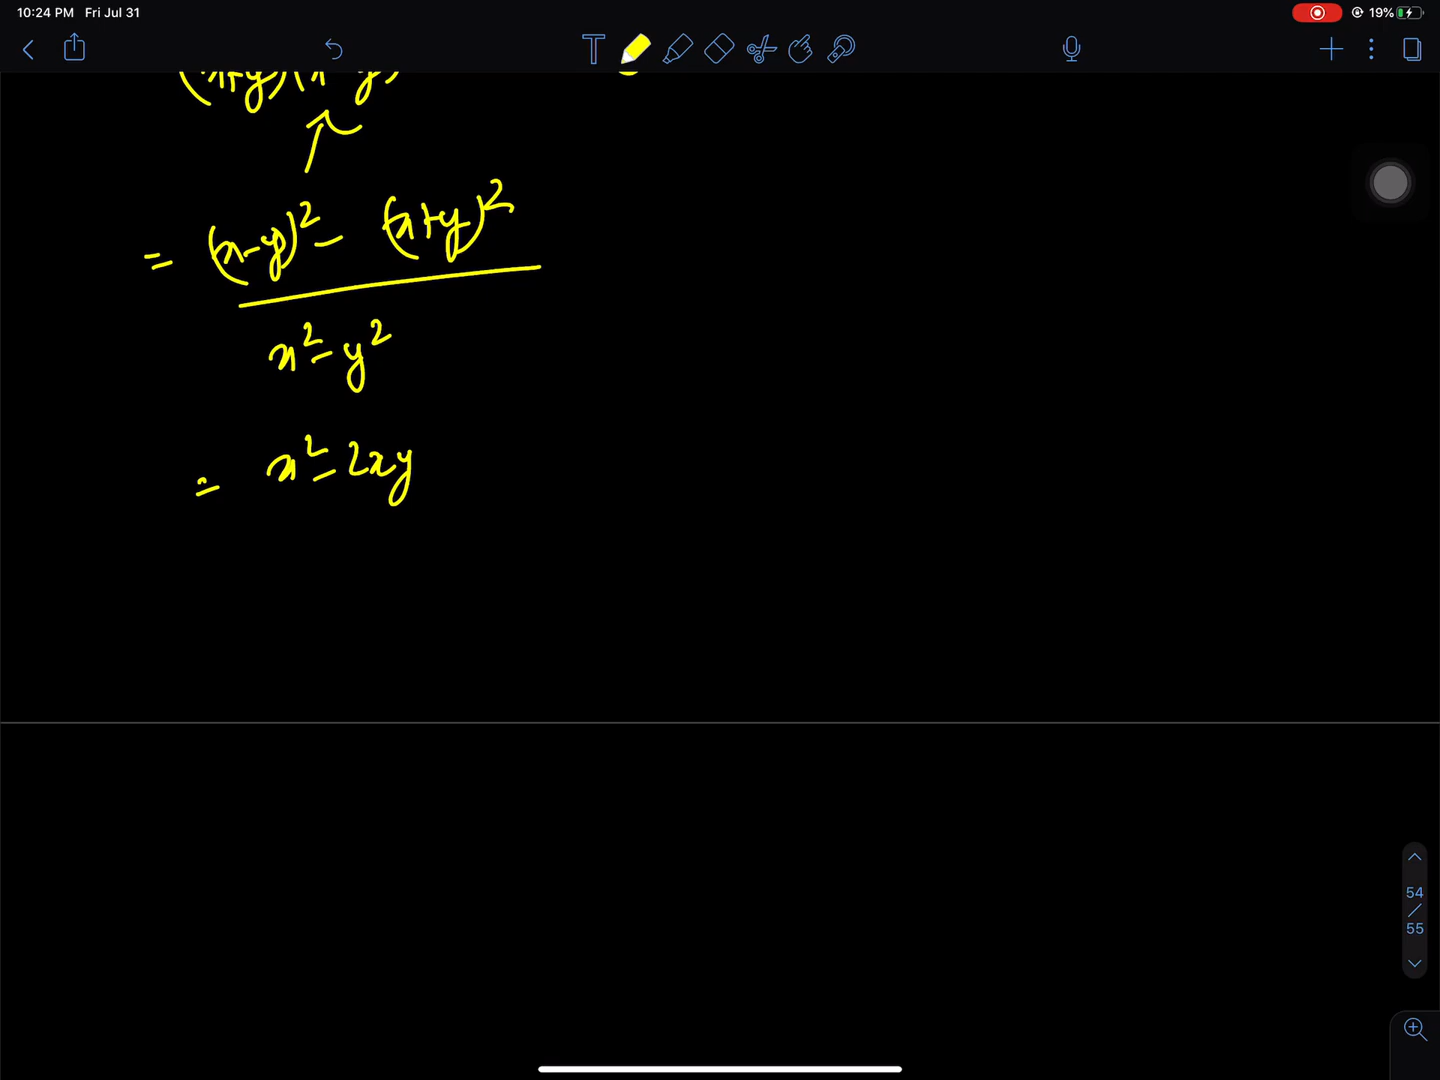 10:24 PM Fri Jul 31
19%
T
(x+y)(x-y)
= (x-y)² - (x+y)²
x² - y²
= x² - 2xy
54
55